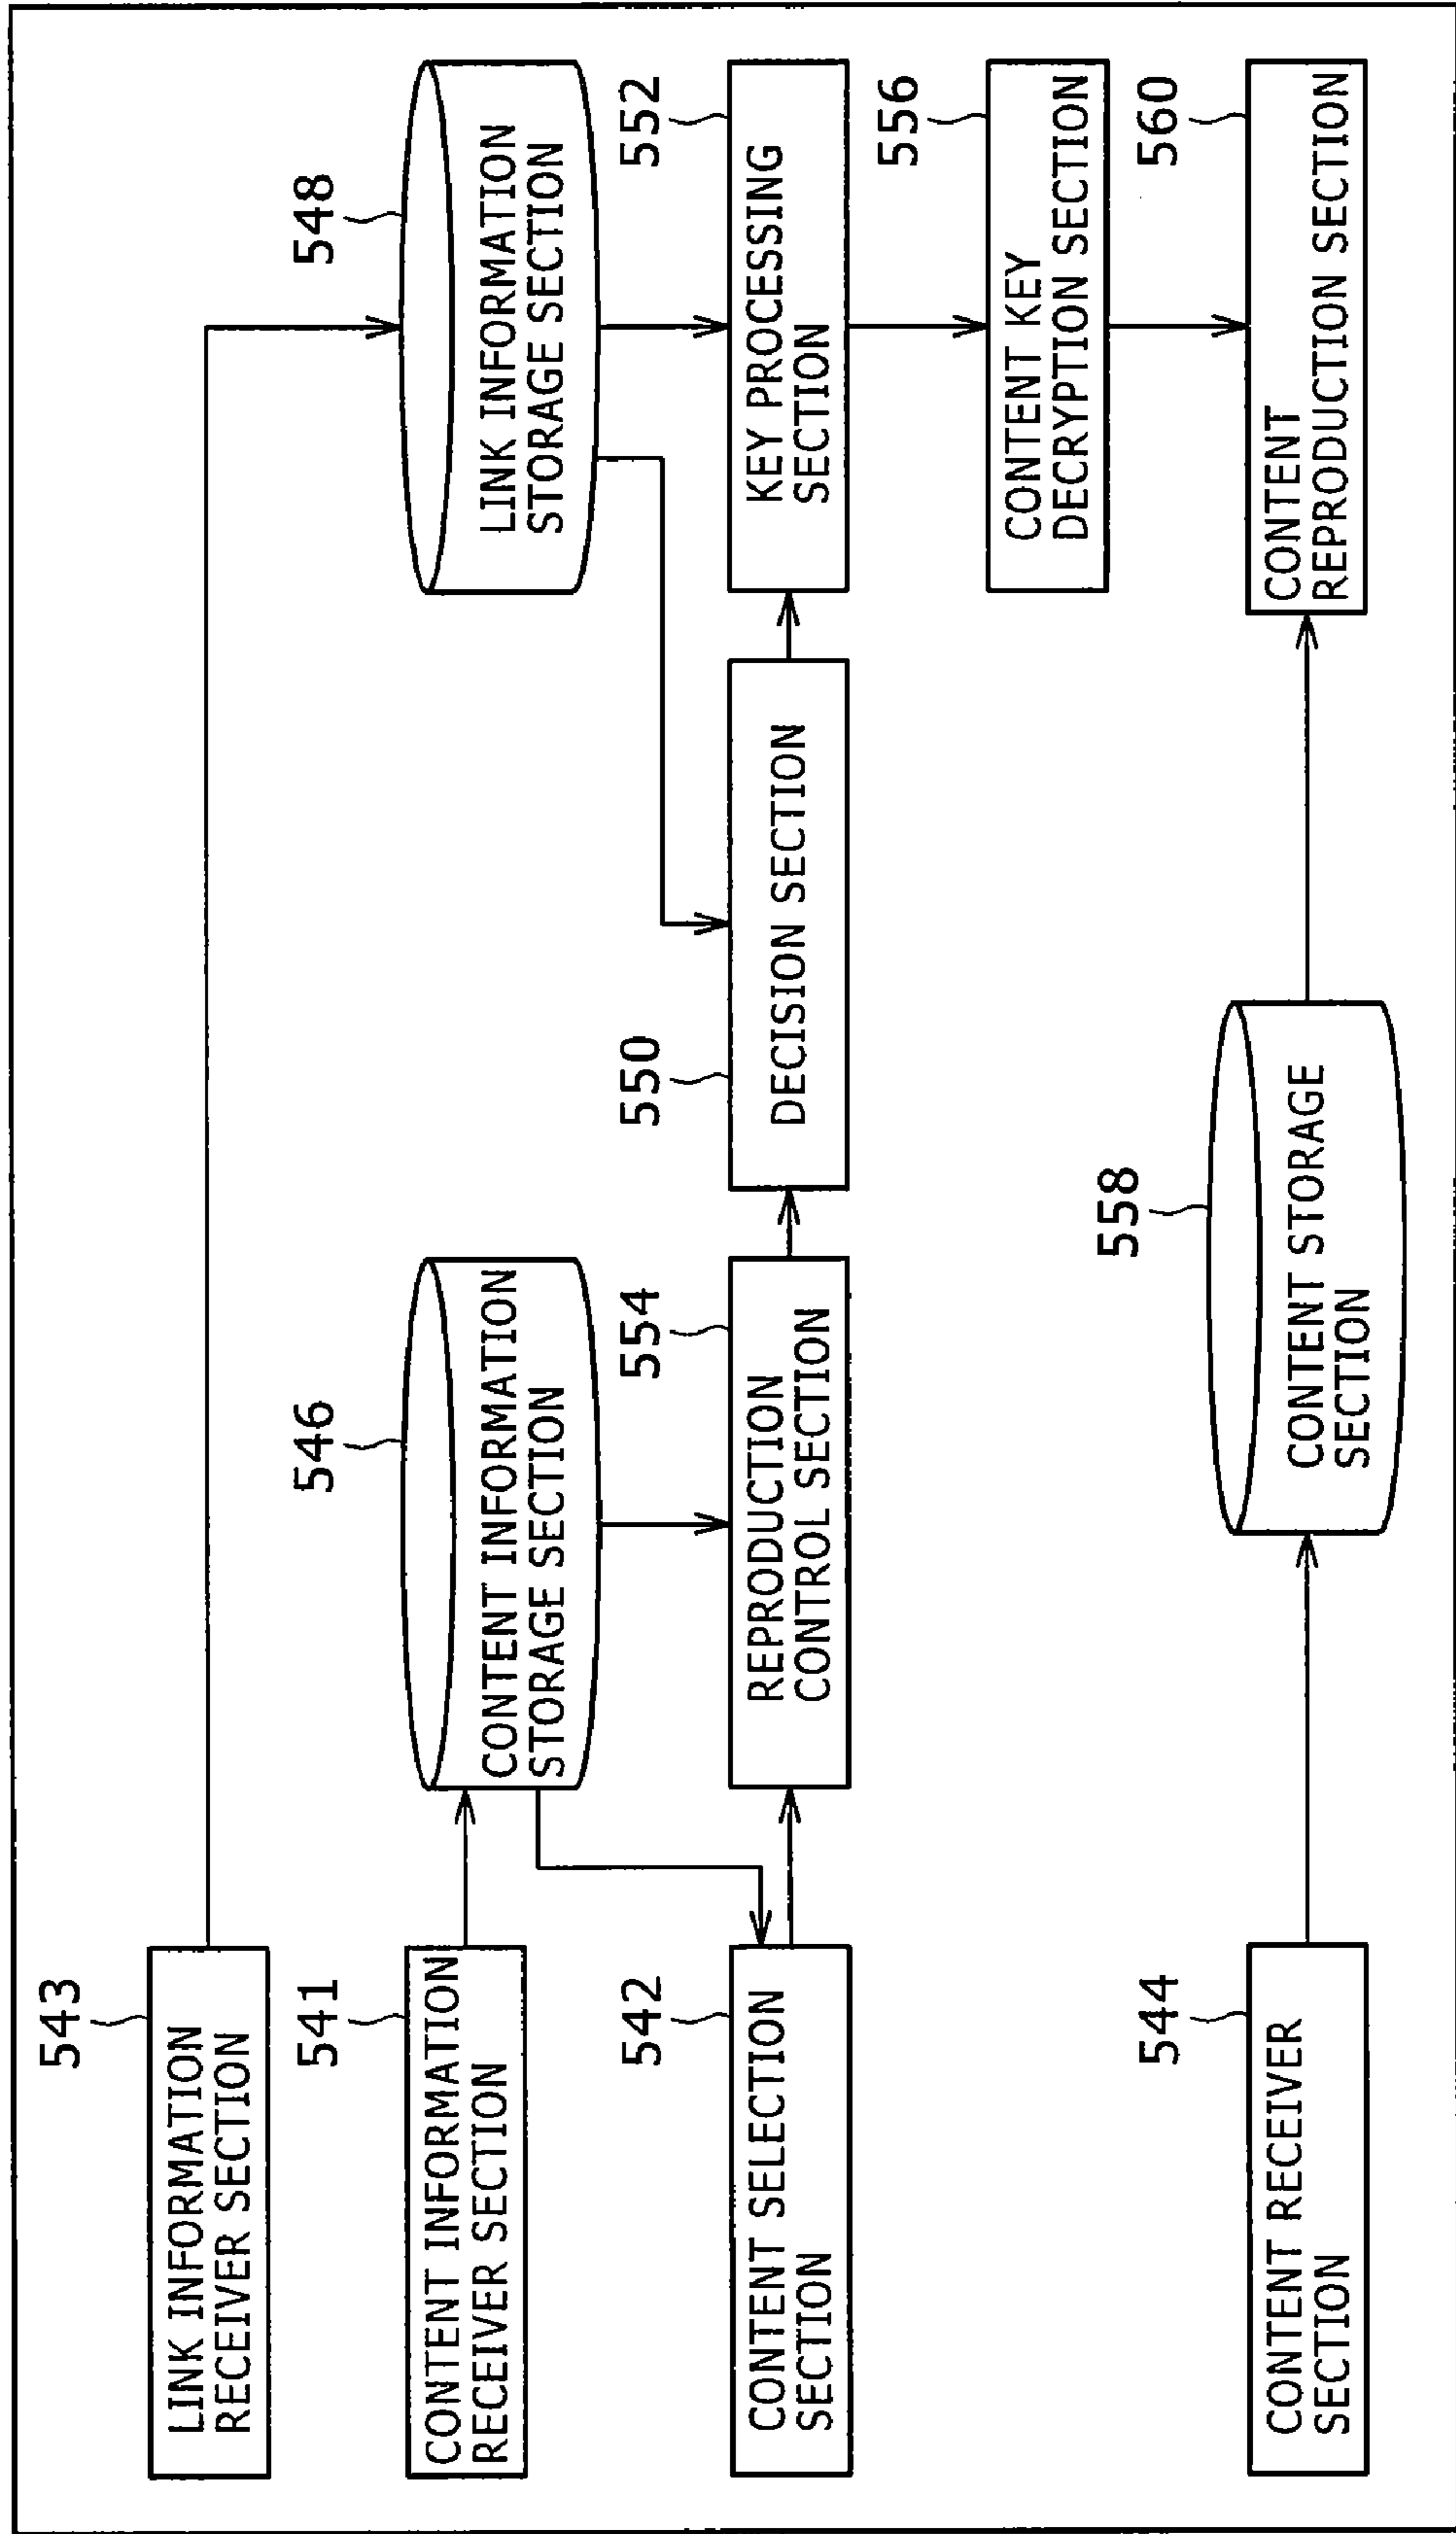 543
LINK INFORMATION
RECEIVER SECTION
548
LINK INFORMATION
STORAGE SECTION
541
CONTENT INFORMATION
RECEIVER SECTION
546
CONTENT INFORMATION
STORAGE SECTION
542
CONTENT SELECTION
SECTION
554
REPRODUCTION
CONTROL SECTION
550
DECISION SECTION
552
KEY PROCESSING
SECTION
556
CONTENT KEY
DECRYPTION SECTION
544
CONTENT RECEIVER
SECTION
558
CONTENT STORAGE
SECTION
560
CONTENT
REPRODUCTION SECTION